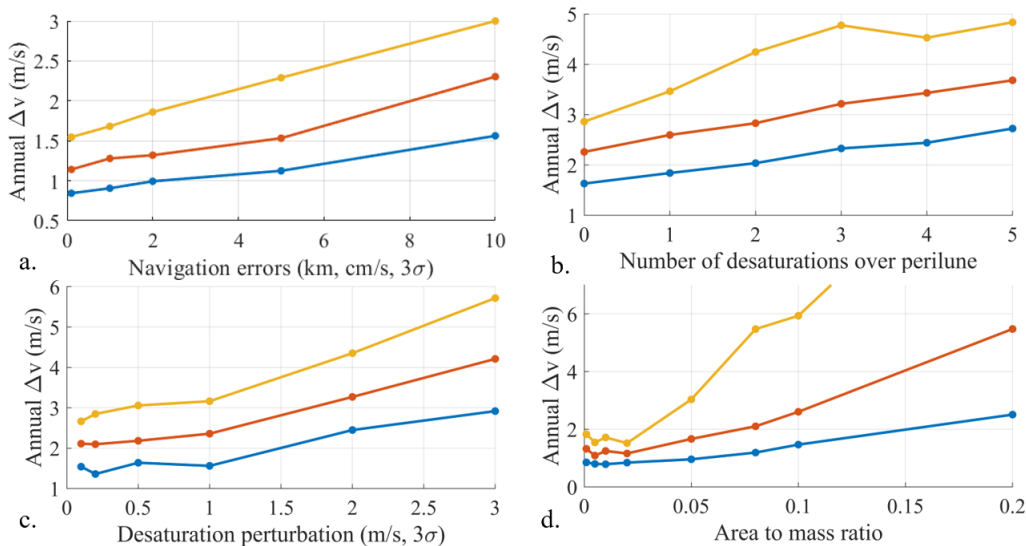 3
2.5
2
1.5
1
0.5
Annual Δv (m/s)
0 2 4 6 8 10
a.
Navigation errors (km, cm/s, 3σ)
5
4
3
2
1
Annual Δv (m/s)
0 1 2 3 4 5
b.
Number of desaturations over perilune
6
5
4
3
2
1
Annual Δv (m/s)
0 0.5 1 1.5 2 2.5 3
c.
Desaturation perturbation (m/s, 3σ)
6
4
2
0
Annual Δv (m/s)
0 0.05 0.1 0.15 0.2
d.
Area to mass ratio